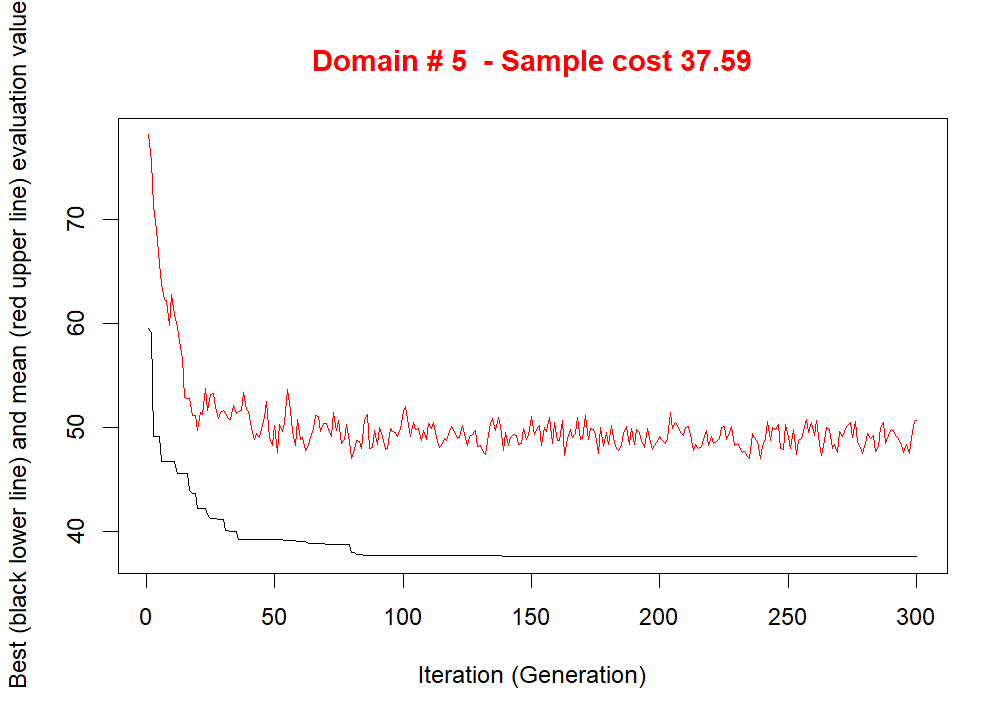 Domain # 5  - Sample cost 37.59
Best (black lower line) and mean (red upper line) evaluation value
70
60
50
40
0 50 100 150 200 250 300
Iteration (Generation)